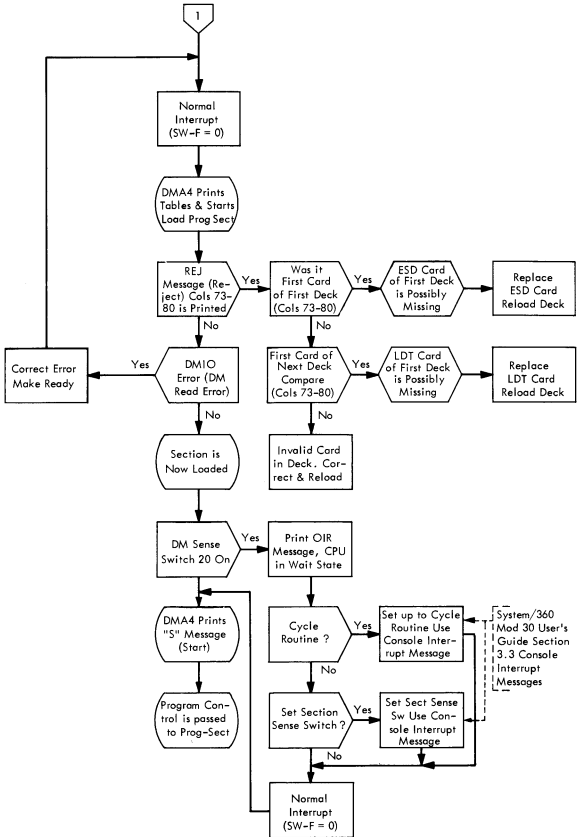 1
Normal
Interrupt
(SW-F = 0)
DMA4 Prints
Tables & Starts
Load Prog Sect
REJ
Message (Re-
ject) Cols 73-
80 is Printed
Yes
No
Was it
First Card
of First Deck
(Cols 73-80)
Yes
No
ESD Card
of First Deck
is Possibly
Missing
Replace
ESD Card
Reload Deck
Correct Error
Make Ready
Yes
DMIO
Error (DM
Read Error)
No
First Card of
Next Deck
Compare
(Cols 73-80)
Yes
No
LDT Card
of First Deck
is Possibly
Missing
Replace
LDT Card
Reload Deck
Section is
Now Loaded
Invalid Card
in Deck. Cor-
rect & Reload
DM Sense
Switch 20 On
Yes
No
Print OIR
Message, CPU
in Wait State
DMA4 Prints
"S" Message
(Start)
Cycle
Routine ?
Yes
No
Set up to Cycle
Routine Use
Console Inter-
rupt Message
System/360
Mod 30 User's
Guide Section
3.3 Console
Interrupt
Messages
Program Con-
trol is passed
to Prog-Sect
Set Section
Sense Switch ?
Yes
No
Set Sect Sense
Sw Use Con-
sole Interrupt
Message
Normal
Interrupt
(SW-F = 0)